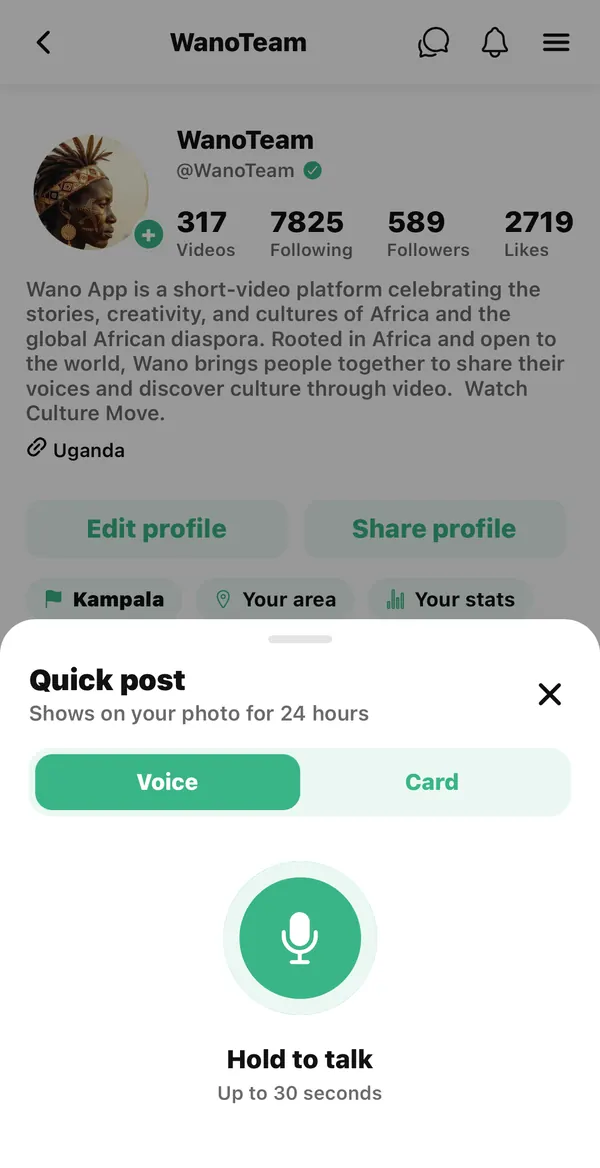 WanoTeam
WanoTeam
@WanoTeam
317 7825 589 2719
Videos Following Followers Likes
Wano App is a short-video platform celebrating the
stories, creativity, and cultures of Africa and the
global African diaspora. Rooted in Africa and open to
the world, Wano brings people together to share their
voices and discover culture through video.  Watch
Culture Move.
Uganda
Edit profile Share profile
Kampala Your area Your stats
Quick post
Shows on your photo for 24 hours
Voice Card
Hold to talk
Up to 30 seconds